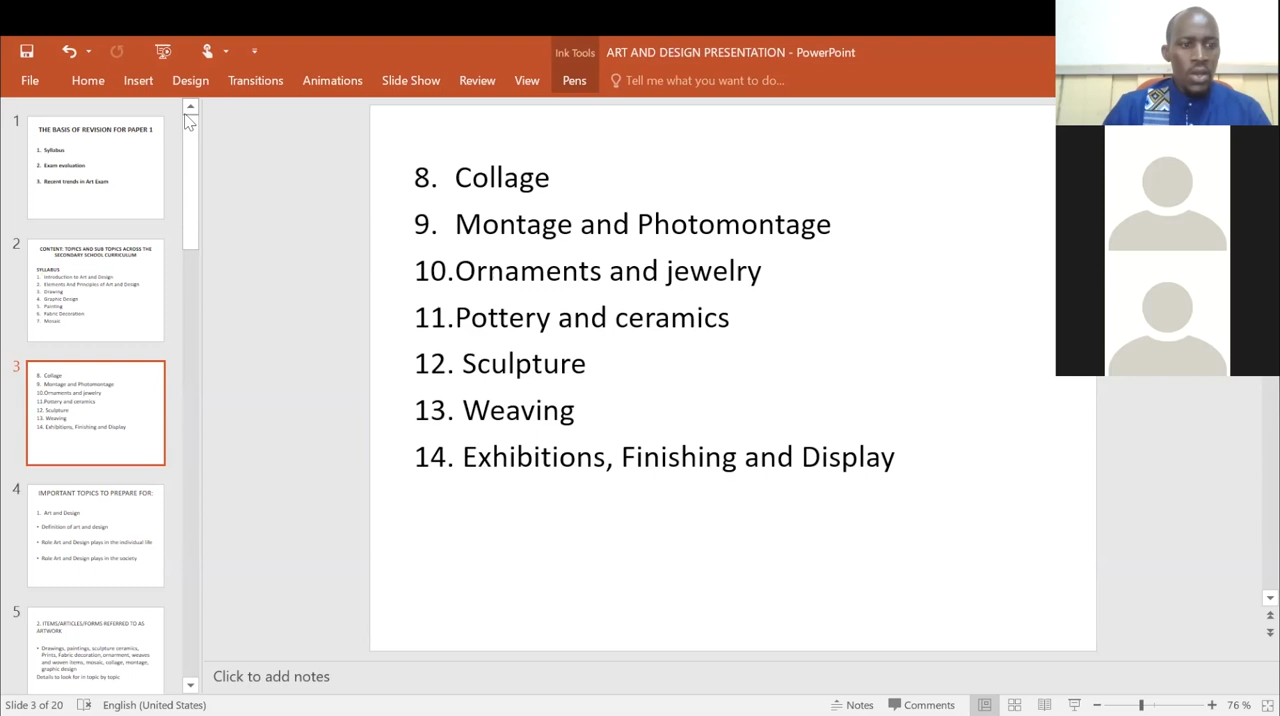 Ink Tools
ART AND DESIGN PRESENTATION - PowerPoint
File
Home
Insert
Design
Transitions
Animations
Slide Show
Review
View
Pens
Tell me what you want to do...
1
THE BASIS OF REVISION FOR PAPER 1
1. Syllabus
2. Exam evaluation
3. Recent trends in Art Exam
2
CONTENT: TOPICS AND SUB TOPICS ACROSS THE
SECONDARY SCHOOL CURRICULUM
SYLLABUS
1. Introduction to Art and Design
2. Elements And Principles of Art and Design
3. Drawing
4. Graphic Design
5. Painting
6. Fabric Decoration
7. Mosaic
3
8. Collage
9. Montage and Photomontage
10.Ornaments and jewelry
11.Pottery and ceramics
12. Sculpture
13. Weaving
14. Exhibitions, Finishing and Display
4
IMPORTANT TOPICS TO PREPARE FOR:
1. Art and Design
• Definition of art and design
• Role Art and Design plays in the individual life
• Role Art and Design plays in the society
5
2. ITEMS/ARTICLES/FORMS REFERRED TO AS
ARTWORK
• Drawings, paintings, sculpture ceramics,
Prints, Fabric decoration, ornament, weaves
and woven items, mosaic, collage, montage,
graphic design
Details to look for in topic by topic
8. Collage
9. Montage and Photomontage
10.Ornaments and jewelry
11.Pottery and ceramics
12. Sculpture
13. Weaving
14. Exhibitions, Finishing and Display
Click to add notes
Slide 3 of 20
English (United States)
Notes
Comments
76 %